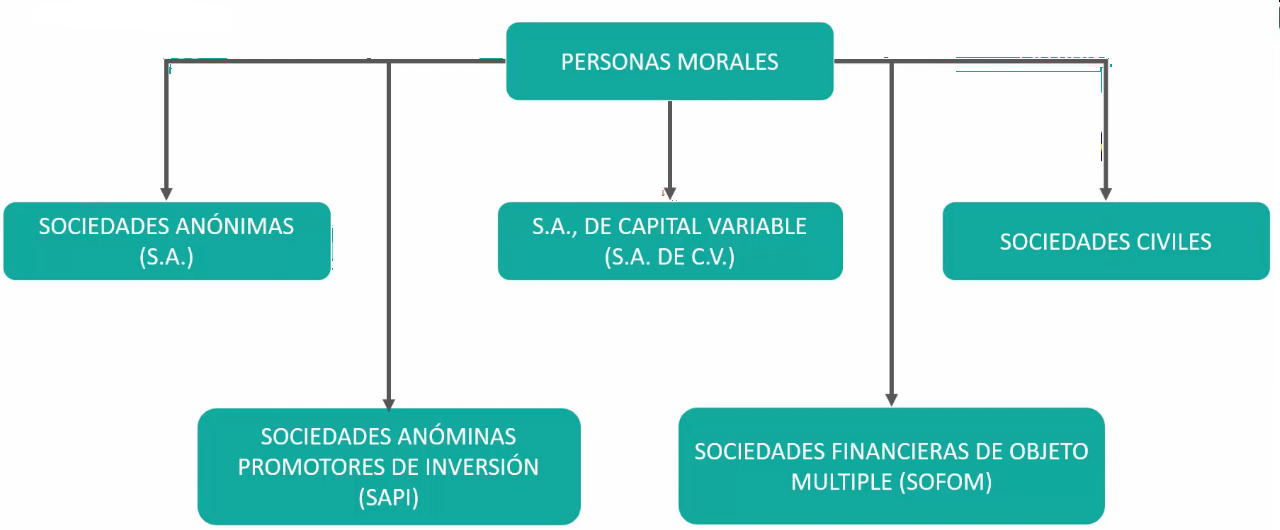 PERSONAS MORALES
SOCIEDADES ANÓNIMAS
(S.A.)
S.A., DE CAPITAL VARIABLE
(S.A. DE C.V.)
SOCIEDADES CIVILES
SOCIEDADES ANÓMINAS
PROMOTORES DE INVERSIÓN
(SAPI)
SOCIEDADES FINANCIERAS DE OBJETO
MULTIPLE (SOFOM)